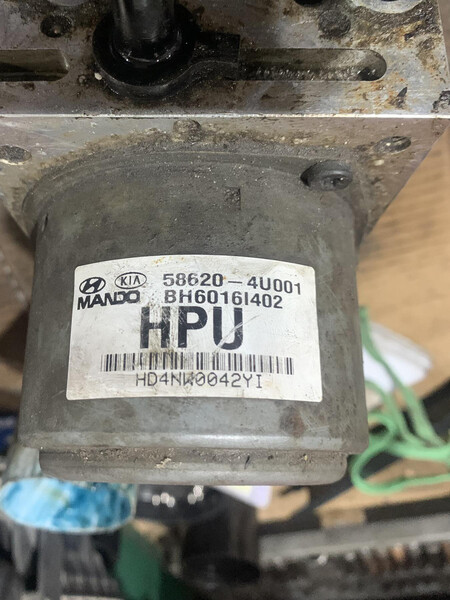 KIA 58620-4U001
MANDO BH6016I402
HPU
HD4NW0042YI